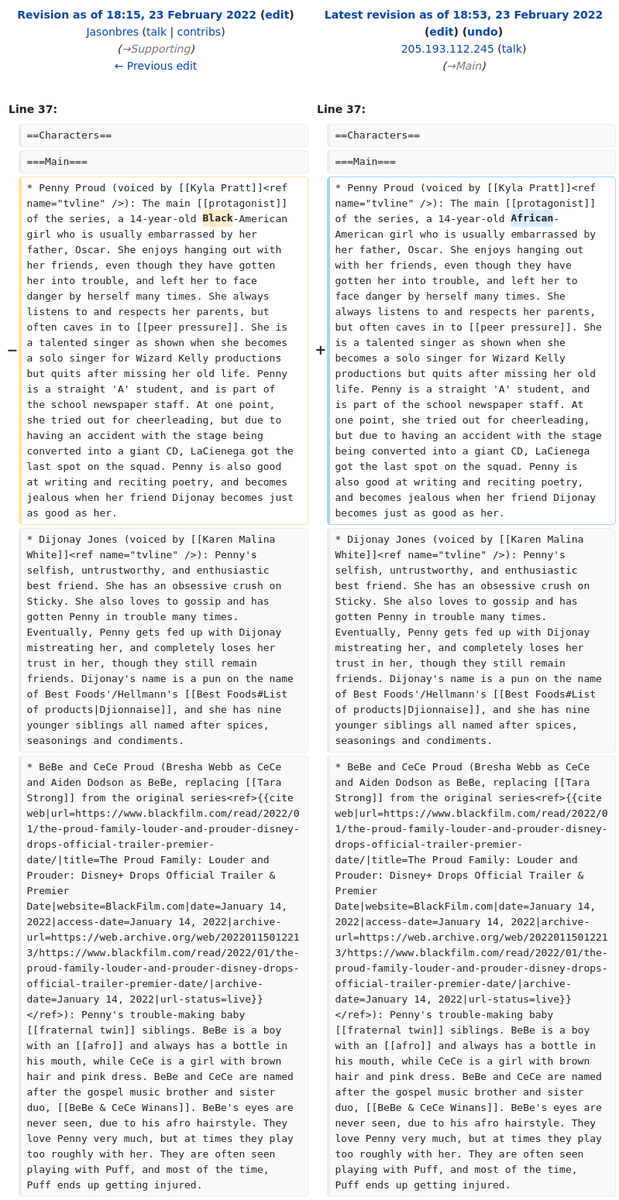 Revision as of 18:15, 23 February 2022 (edit)
Jasonbres (talk | contribs)
(→Supporting)
← Previous edit
Latest revision as of 18:53, 23 February 2022
(edit) (undo)
205.193.112.245 (talk)
(→Main)
Line 37:
Line 37:
==Characters==
==Characters==
===Main===
===Main===
−
* Penny Proud (voiced by [[Kyla Pratt]]<ref
name="tvline" />): The main [[protagonist]]
of the series, a 14-year-old Black-American
girl who is usually embarrassed by her
father, Oscar. She enjoys hanging out with
her friends, even though they have gotten
her into trouble, and left her to face
danger by herself many times. She always
listens to and respects her parents, but
often caves in to [[peer pressure]]. She is
a talented singer as shown when she becomes
a solo singer for Wizard Kelly productions
but quits after missing her old life. Penny
is a straight 'A' student, and is part of
the school newspaper staff. At one point,
she tried out for cheerleading, but due to
having an accident with the stage being
converted into a giant CD, LaCienega got the
last spot on the squad. Penny is also good
at writing and reciting poetry, and becomes
jealous when her friend Dijonay becomes just
as good as her.
+
* Penny Proud (voiced by [[Kyla Pratt]]<ref
name="tvline" />): The main [[protagonist]]
of the series, a 14-year-old African-
American girl who is usually embarrassed by
her father, Oscar. She enjoys hanging out
with her friends, even though they have
gotten her into trouble, and left her to
face danger by herself many times. She
always listens to and respects her parents,
but often caves in to [[peer pressure]]. She
is a talented singer as shown when she
becomes a solo singer for Wizard Kelly
productions but quits after missing her old
life. Penny is a straight 'A' student, and
is part of the school newspaper staff. At
one point, she tried out for cheerleading,
but due to having an accident with the stage
being converted into a giant CD, LaCienega
got the last spot on the squad. Penny is
also good at writing and reciting poetry,
and becomes jealous when her friend Dijonay
becomes just as good as her.
* Dijonay Jones (voiced by [[Karen Malina
White]]<ref name="tvline" />): Penny's
selfish, untrustworthy, and enthusiastic
best friend. She has an obsessive crush on
Sticky. She also loves to gossip and has
gotten Penny in trouble many times.
Eventually, Penny gets fed up with Dijonay
mistreating her, and completely loses her
trust in her, though they still remain
friends. Dijonay's name is a pun on the name
of Best Foods'/Hellmann's [[Best Foods#List
of products|Djionnaise]], and she has nine
younger siblings all named after spices,
seasonings and condiments.
* Dijonay Jones (voiced by [[Karen Malina
White]]<ref name="tvline" />): Penny's
selfish, untrustworthy, and enthusiastic
best friend. She has an obsessive crush on
Sticky. She also loves to gossip and has
gotten Penny in trouble many times.
Eventually, Penny gets fed up with Dijonay
mistreating her, and completely loses her
trust in her, though they still remain
friends. Dijonay's name is a pun on the name
of Best Foods'/Hellmann's [[Best Foods#List
of products|Djionnaise]], and she has nine
younger siblings all named after spices,
seasonings and condiments.
* BeBe and CeCe Proud (Bresha Webb as CeCe
and Aiden Dodson as BeBe, replacing [[Tara
Strong]] from the original series<ref>{{cite
web|url=https://www.blackfilm.com/read/2022/0
1/the-proud-family-louder-and-prouder-disney-
drops-official-trailer-premier-
date/|title=The Proud Family: Louder and
Prouder: Disney+ Drops Official Trailer &
Premier
Date|website=BlackFilm.com|date=January 14,
2022|access-date=January 14, 2022|archive-
url=https://web.archive.org/web/2022011501221
3/https://www.blackfilm.com/read/2022/01/the-
proud-family-louder-and-prouder-disney-drops-
official-trailer-premier-date/|archive-
date=January 14, 2022|url-status=live}}
</ref>): Penny's trouble-making baby
[[fraternal twin]] siblings. BeBe is a boy
with an [[afro]] and always has a bottle in
his mouth, while CeCe is a girl with brown
hair and pink dress. BeBe and CeCe are named
after the gospel music brother and sister
duo, [[BeBe & CeCe Winans]]. BeBe's eyes are
never seen, due to his afro hairstyle. They
love Penny very much, but at times they play
too roughly with her. They are often seen
playing with Puff, and most of the time,
Puff ends up getting injured.
* BeBe and CeCe Proud (Bresha Webb as CeCe
and Aiden Dodson as BeBe, replacing [[Tara
Strong]] from the original series<ref>{{cite
web|url=https://www.blackfilm.com/read/2022/0
1/the-proud-family-louder-and-prouder-disney-
drops-official-trailer-premier-
date/|title=The Proud Family: Louder and
Prouder: Disney+ Drops Official Trailer &
Premier
Date|website=BlackFilm.com|date=January 14,
2022|access-date=January 14, 2022|archive-
url=https://web.archive.org/web/2022011501221
3/https://www.blackfilm.com/read/2022/01/the-
proud-family-louder-and-prouder-disney-drops-
official-trailer-premier-date/|archive-
date=January 14, 2022|url-status=live}}
</ref>): Penny's trouble-making baby
[[fraternal twin]] siblings. BeBe is a boy
with an [[afro]] and always has a bottle in
his mouth, while CeCe is a girl with brown
hair and pink dress. BeBe and CeCe are named
after the gospel music brother and sister
duo, [[BeBe & CeCe Winans]]. BeBe's eyes are
never seen, due to his afro hairstyle. They
love Penny very much, but at times they play
too roughly with her. They are often seen
playing with Puff, and most of the time,
Puff ends up getting injured.